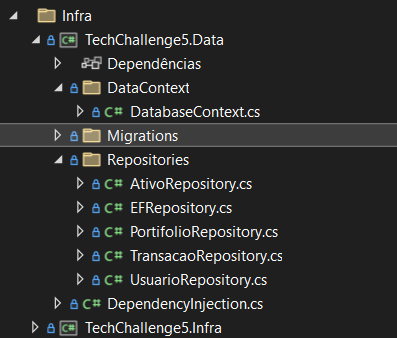 Infra
C# TechChallenge5.Data
Dependências
DataContext
C# DatabaseContext.cs
Migrations
Repositories
C# AtivoRepository.cs
C# EFRepository.cs
C# PortifolioRepository.cs
C# TransacaoRepository.cs
C# UsuarioRepository.cs
C# DependencyInjection.cs
C# TechChallenge5.Infra